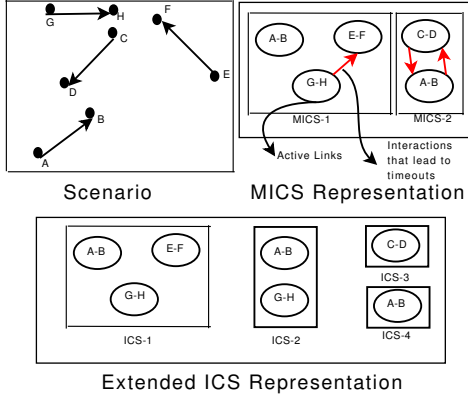 G
H
F
C
E
D
B
A
Scenario
A-B
E-F
G-H
MICS-1
C-D
A-B
MICS-2
Active Links
Interactions
that lead to
timeouts
MICS Representation
A-B
E-F
G-H
ICS-1
A-B
G-H
ICS-2
C-D
ICS-3
A-B
ICS-4
Extended ICS Representation